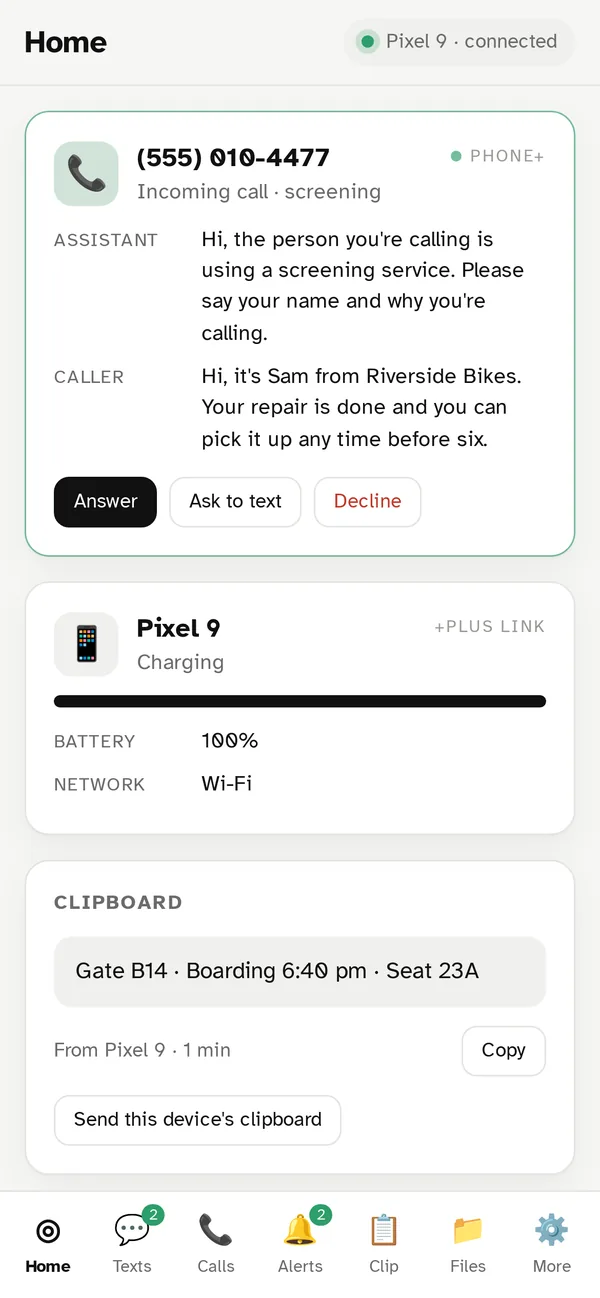 Home
Pixel 9 · connected
(555) 010-4477
PHONE+
Incoming call · screening
ASSISTANT
Hi, the person you're calling is
using a screening service. Please
say your name and why you're
calling.
CALLER
Hi, it's Sam from Riverside Bikes.
Your repair is done and you can
pick it up any time before six.
Answer
Ask to text
Decline
Pixel 9
+PLUS LINK
Charging
BATTERY
100%
NETWORK
Wi-Fi
CLIPBOARD
Gate B14 · Boarding 6:40 pm · Seat 23A
From Pixel 9 · 1 min
Copy
Send this device's clipboard
2
2
Home
Texts
Calls
Alerts
Clip
Files
More